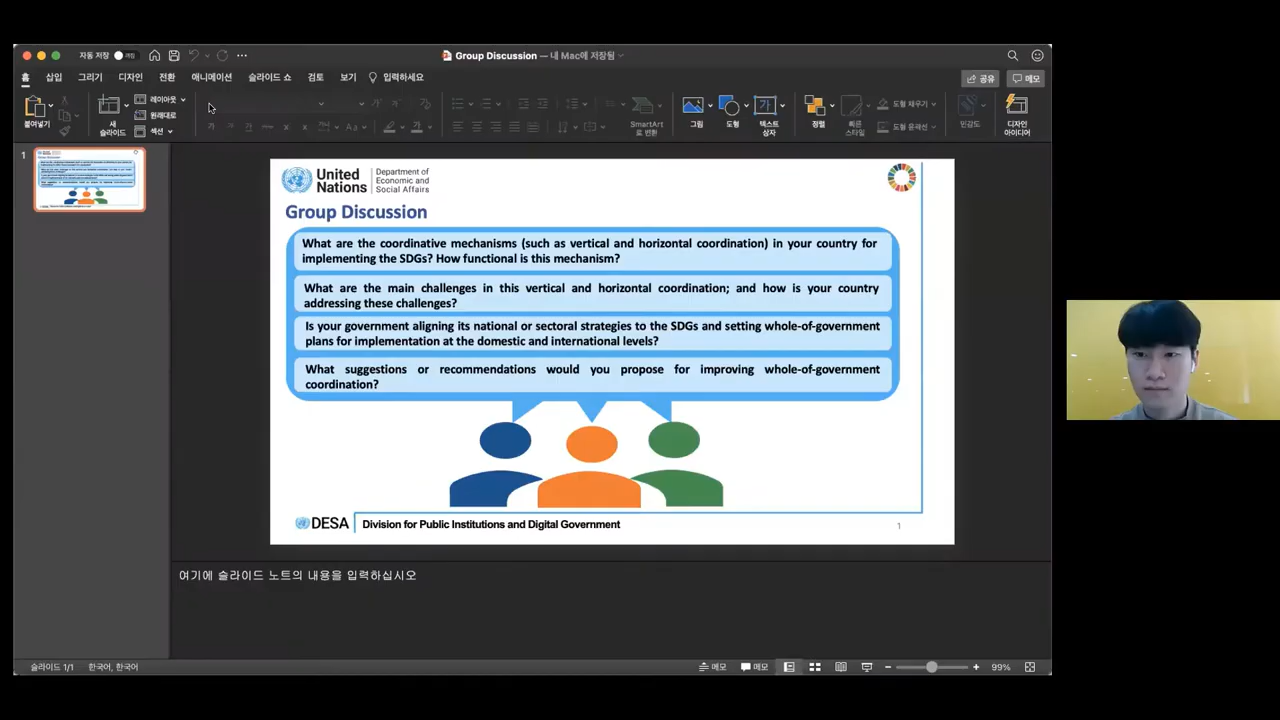 자동 저장
Group Discussion — 내 Mac에 저장됨
홈 삽입 그리기 디자인 전환 애니메이션 슬라이드 쇼 검토 보기 입력하세요
공유 메모
붙여넣기
새 슬라이드
레이아웃
원래대로
섹션
SmartArt로 변환
그림
도형
텍스트 상자
정렬
빠른 스타일
도형 채우기
도형 윤곽선
민감도
디자인 아이디어
1
United Nations
Department of Economic and Social Affairs
Group Discussion
What are the coordinative mechanisms (such as vertical and horizontal coordination) in your country for
implementing the SDGs? How functional is this mechanism?
What are the main challenges in this vertical and horizontal coordination; and how is your country
addressing these challenges?
Is your government aligning its national or sectoral strategies to the SDGs and setting whole-of-government
plans for implementation at the domestic and international levels?
What suggestions or recommendations would you propose for improving whole-of-government
coordination?
DESA Division for Public Institutions and Digital Government
1
여기에 슬라이드 노트의 내용을 입력하십시오
슬라이드 1/1 한국어, 한국어 메모 메모 99%